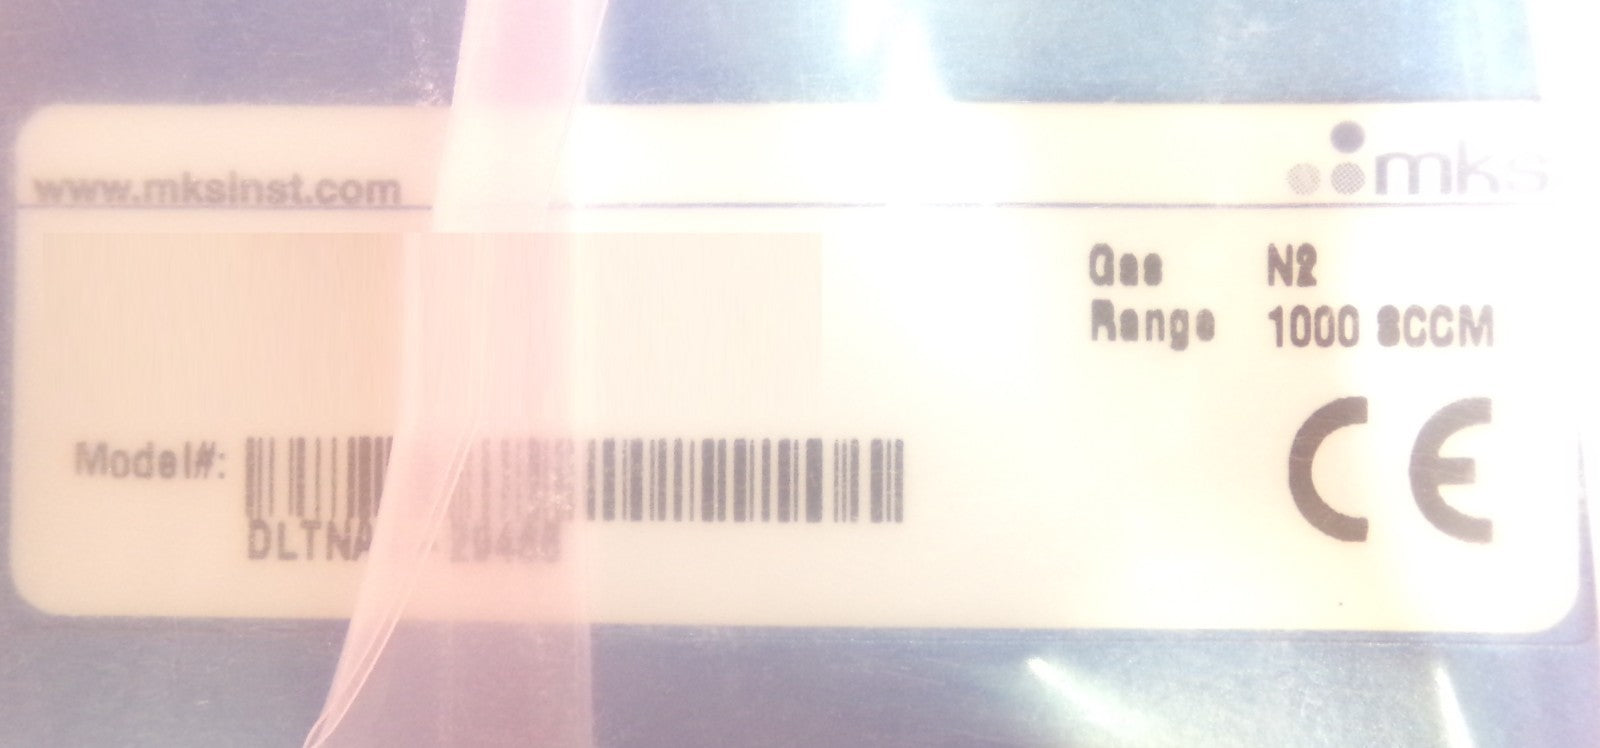 www.mksinst.com
mks
Gas N2
Range 1000 SCCM
Model#:
CE